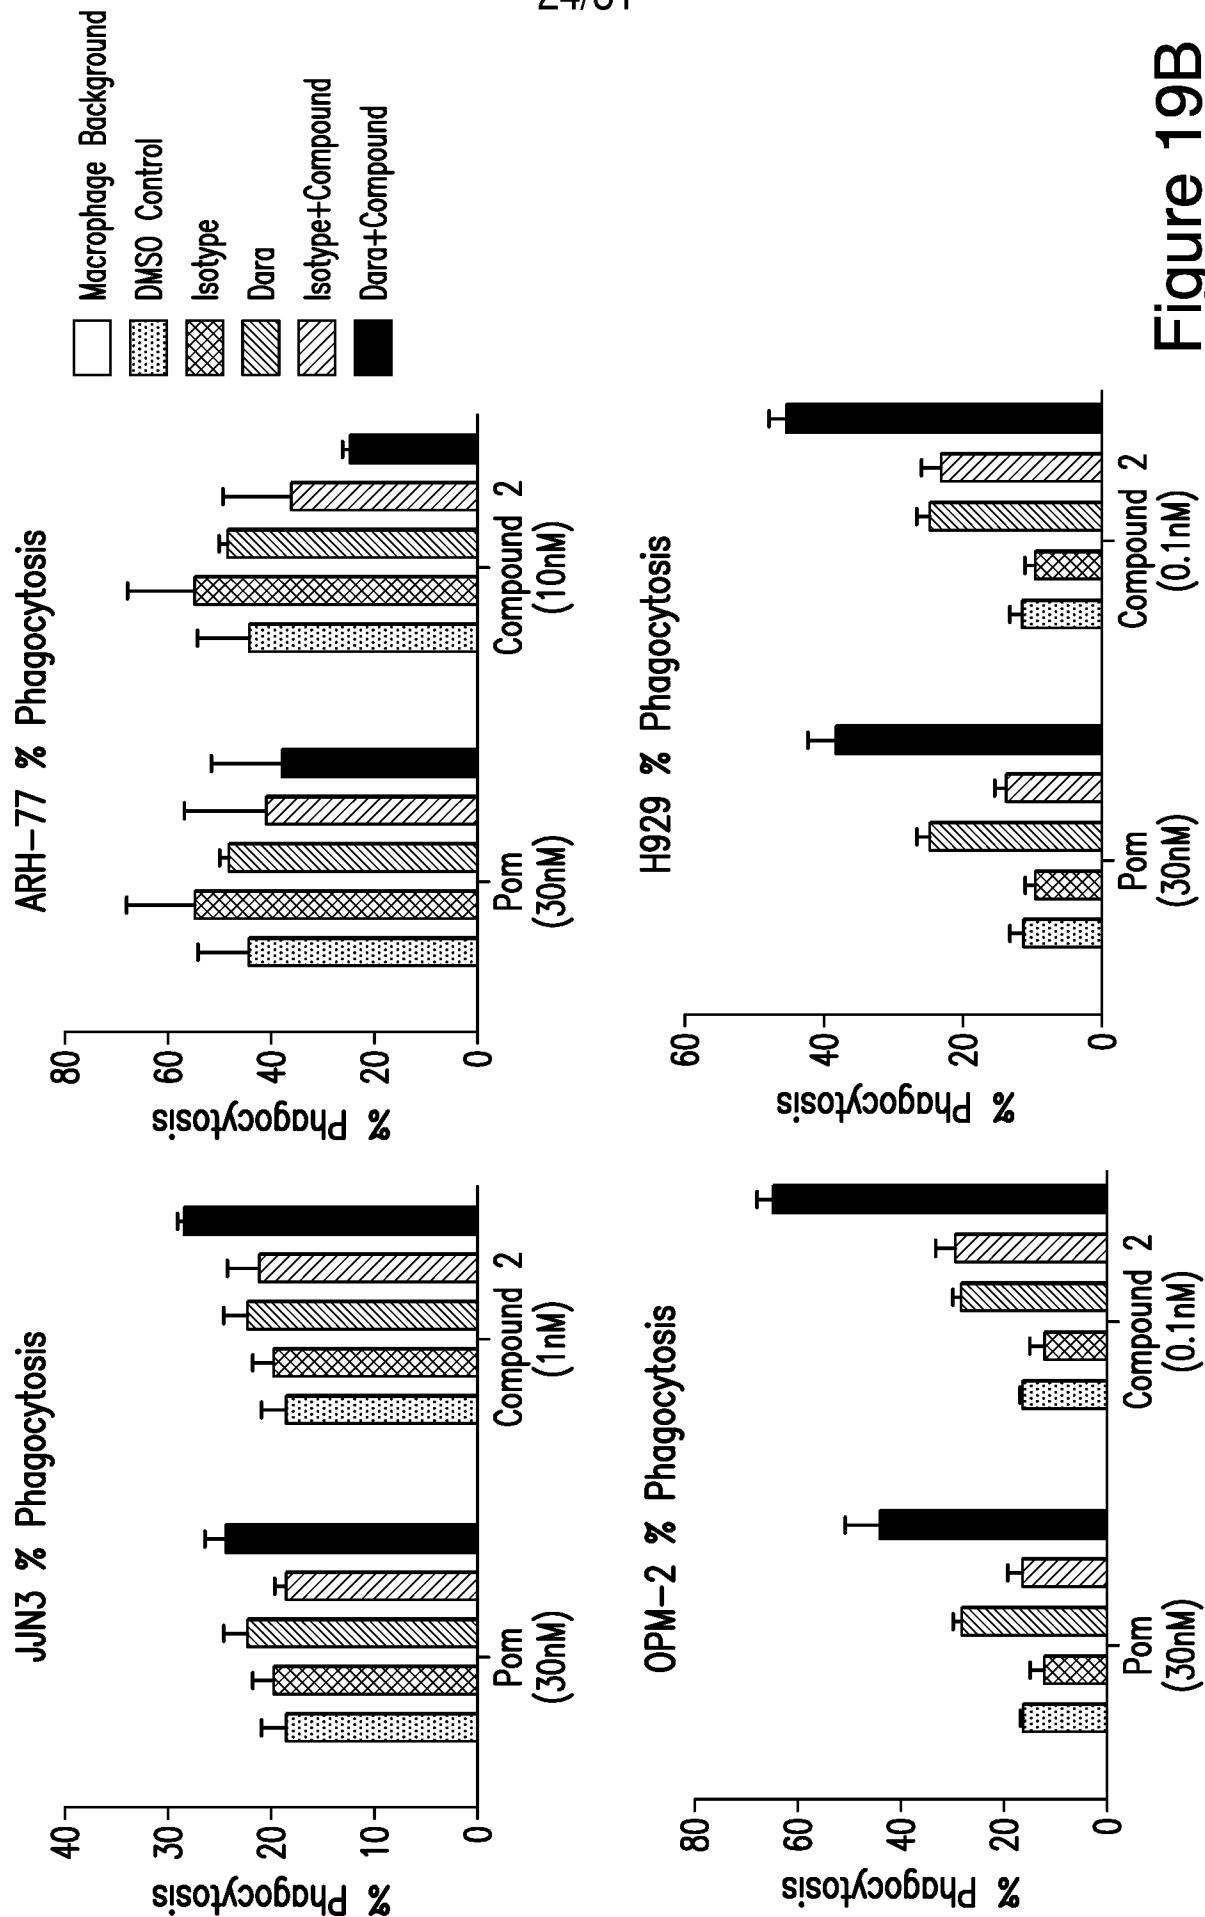 24/81
JJN3 % Phagocytosis
% Phagocytosis
40
30
20
10
0
Pom
(30nM)
Compound 2
(1nM)
ARH-77 % Phagocytosis
% Phagocytosis
80
60
40
20
0
Pom
(30nM)
Compound 2
(10nM)
Macrophage Background
DMSO Control
Isotype
Dara
Isotype+Compound
Dara+Compound
OPM-2 % Phagocytosis
% Phagocytosis
80
60
40
20
0
Pom
(30nM)
Compound 2
(0.1nM)
H929 % Phagocytosis
% Phagocytosis
60
40
20
0
Pom
(30nM)
Compound 2
(0.1nM)
Figure 19B